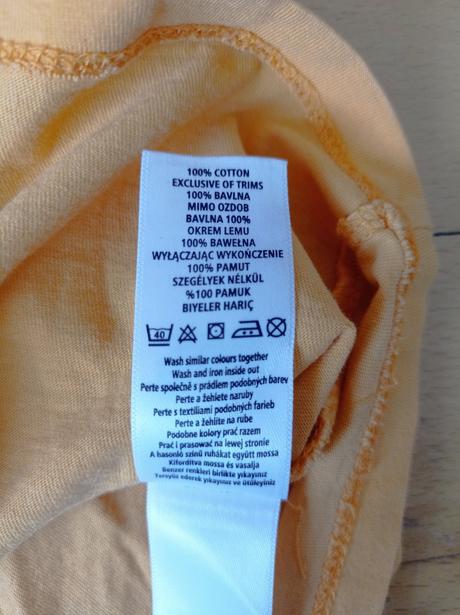 100% COTTON
EXCLUSIVE OF TRIMS
100% BAVLNA
MIMO OZDOB
BAVLNA 100%
OKREM LEMU
100% BAWEŁNA
WYŁĄCZAJĄC WYKOŃCZENIE
100% PAMUT
SZEGÉLYEK NÉLKÜL
%100 PAMUK
BIYELER HARIÇ
40
Wash similar colours together
Wash and iron inside out
Perte společně s prádlem podobných barev
Perte a žehlete naruby
Perte s textiliami podobných farieb
Perte a žehlite na rube
Podobne kolory prać razem
Prać i prasować na lewej stronie
A hasonló színű ruhákat együtt mossa
Kifordítva mossa és vasalja
Benzer renkleri birlikte yıkayınız
Tersyüz ederek yıkayınız ve ütüleyiniz